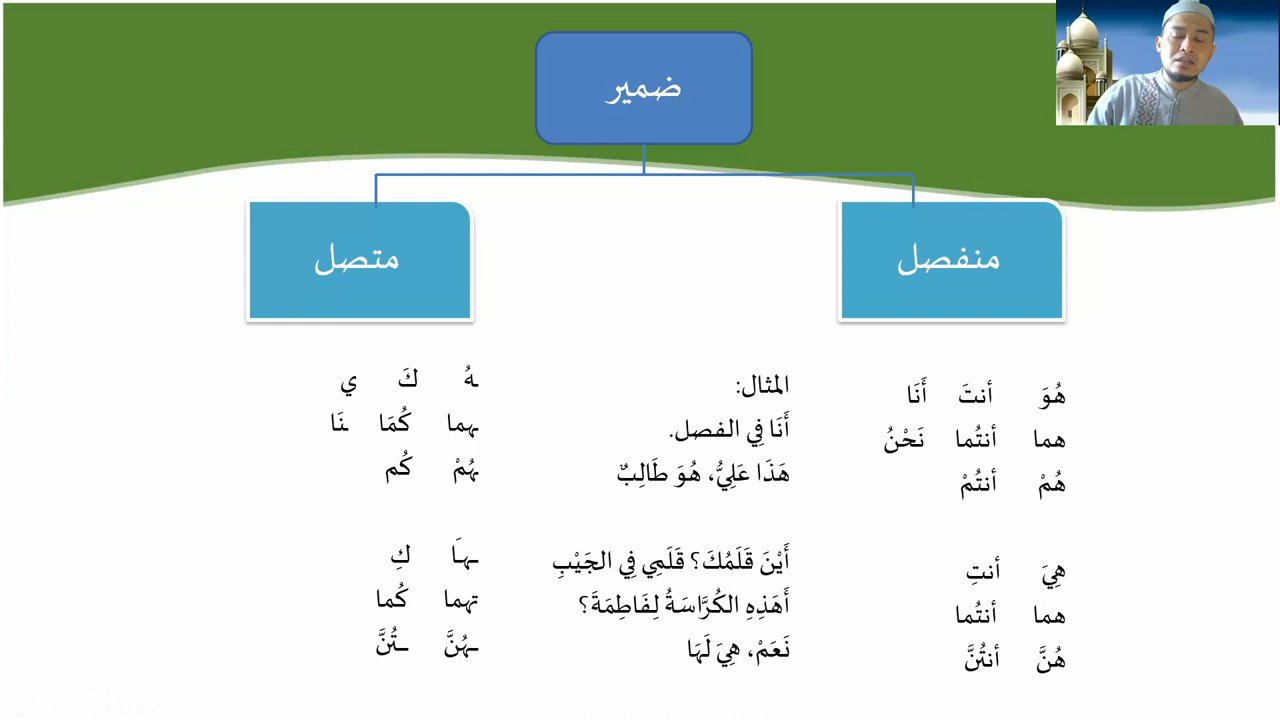 ضمير
منفصل
هُوَ أنتَ أَنَا
هما أنتُما نَحْنُ
هُمْ أنتُمْ
هِيَ أنتِ
هما أنتُما
هُنَّ أنتُنَّ
المثال:
أَنَا فِي الفصل.
هَذَا عَلِيٌّ، هُوَ طَالِبٌ
أَيْنَ قَلَمُكَ؟ قَلَمِي فِي الجَيْبِ
أَهَذِهِ الكُرَّاسَةُ لِفَاطِمَةَ؟
نَعَمْ، هِيَ لَهَا
متصل
ـهُ كَ ي
ـهما كُمَا ـنَا
ـهُمْ كُم
ـهَا كِ
تهما كُما
ـهُنَّ ـتُنَّ